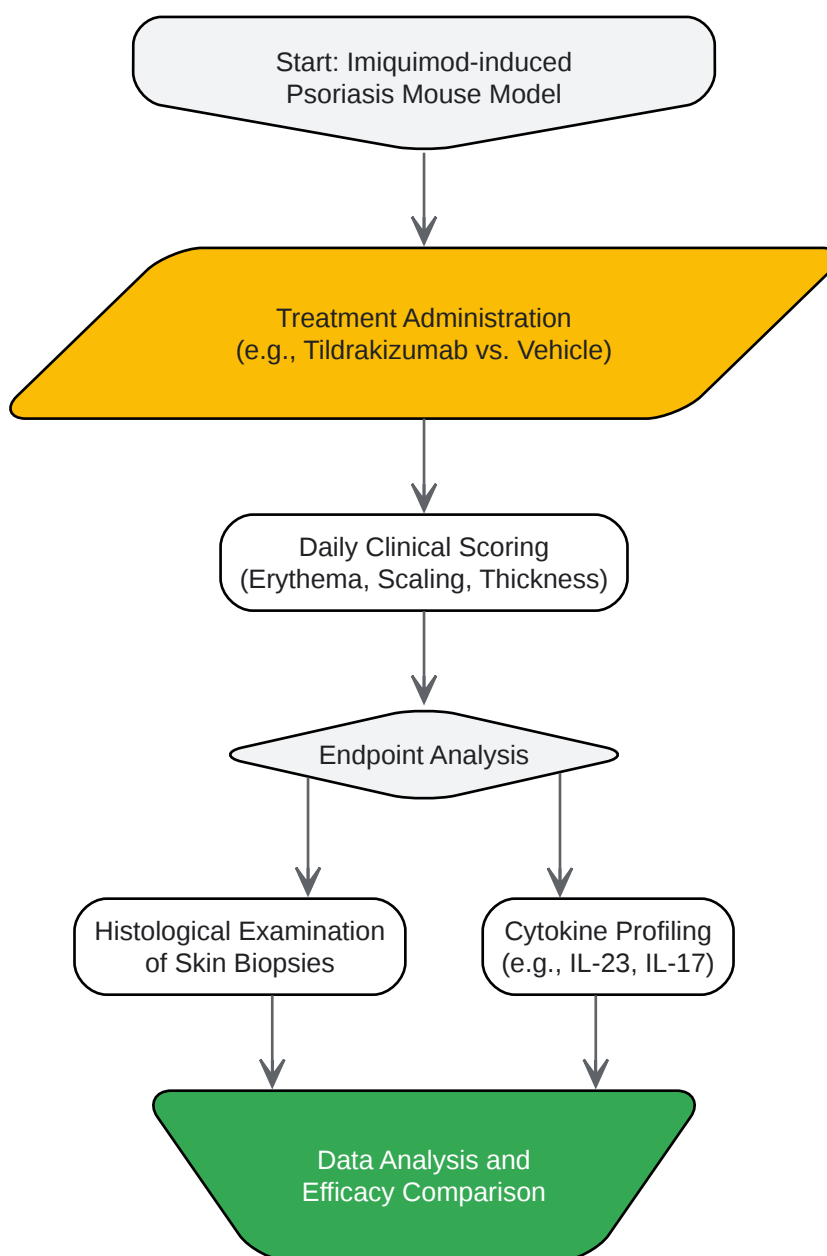 Start: Imiquimod-induced
Psoriasis Mouse Model
Treatment Administration
(e.g., Tildrakizumab vs. Vehicle)
Daily Clinical Scoring
(Erythema, Scaling, Thickness)
Endpoint Analysis
Histological Examination
of Skin Biopsies
Cytokine Profiling
(e.g., IL-23, IL-17)
Data Analysis and
Efficacy Comparison